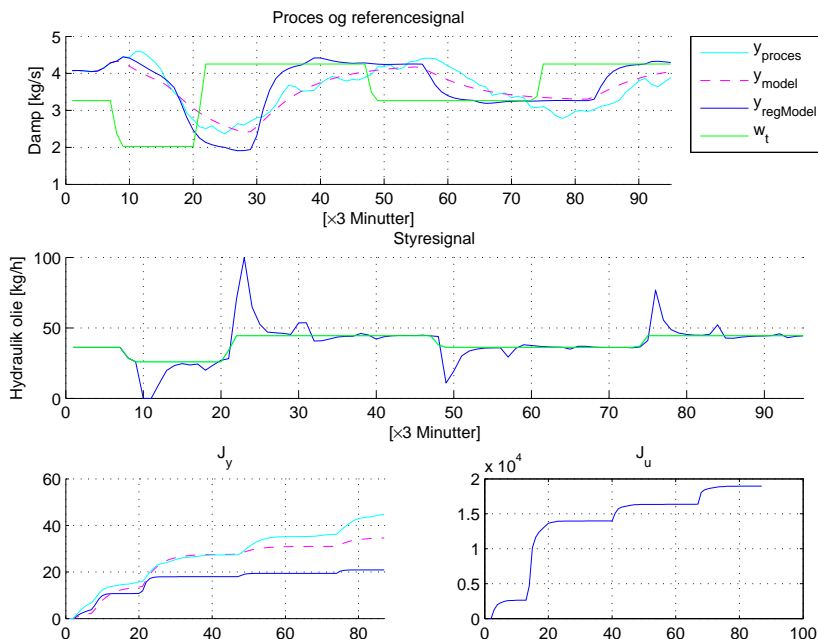 Proces og referencesignal
5
4
3
2
1
Damp [kg/s]
0 10 20 30 40 50 60 70 80 90
[×3 Minutter]
y_proces
y_model
y_regModel
w_t
Styresignal
100
50
0
Hydraulik olie [kg/h]
0 10 20 30 40 50 60 70 80 90
[×3 Minutter]
J_y
60
40
20
0
0 20 40 60 80
J_u
x 10^4
2
1.5
1
0.5
0
0 20 40 60 80 100